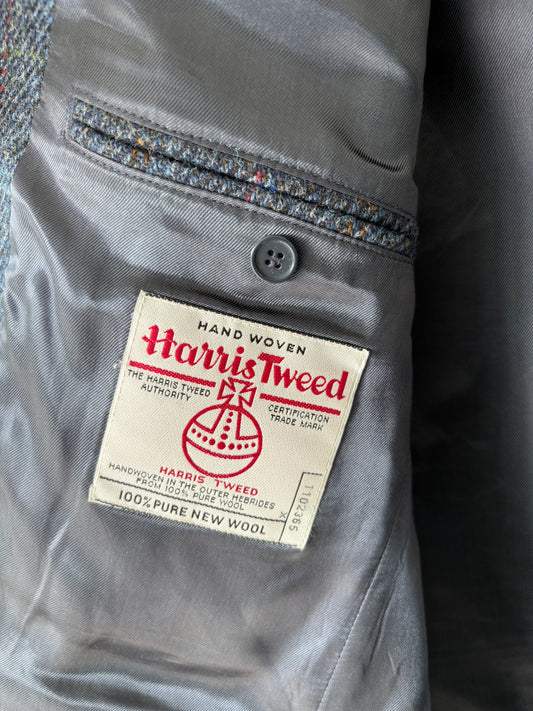 HAND WOVEN
Harris Tweed
THE HARRIS TWEED
AUTHORITY
CERTIFICATION
TRADE MARK
HARRIS TWEED
HANDWOVEN IN THE OUTER HEBRIDES
FROM 100% PURE WOOL
100% PURE NEW WOOL
X 1102365